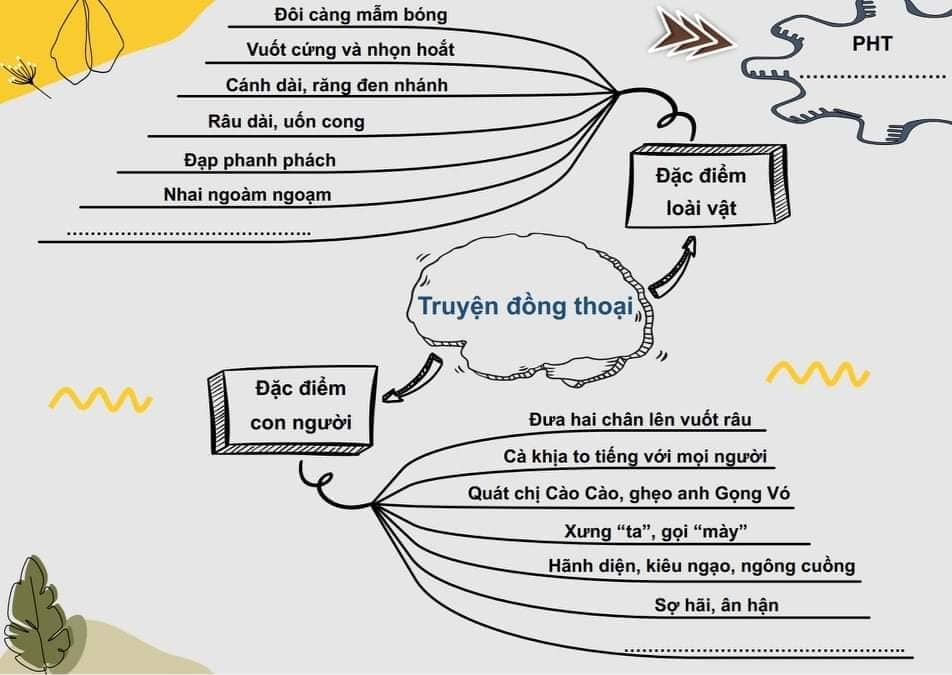 Đôi càng mẫm bóng
Vuốt cứng và nhọn hoắt
Cánh dài, răng đen nhánh
Râu dài, uốn cong
Đạp phanh phách
Nhai ngoàm ngoạm
.............................................
PHT
...........................
Đặc điểm
loài vật
Truyện đồng thoại
Đặc điểm
con người
Đưa hai chân lên vuốt râu
Cà khịa to tiếng với mọi người
Quát chị Cào Cào, ghẹo anh Gọng Vó
Xưng “ta”, gọi “mày”
Hãnh diện, kiêu ngạo, ngông cuồng
Sợ hãi, ân hận
....................................................